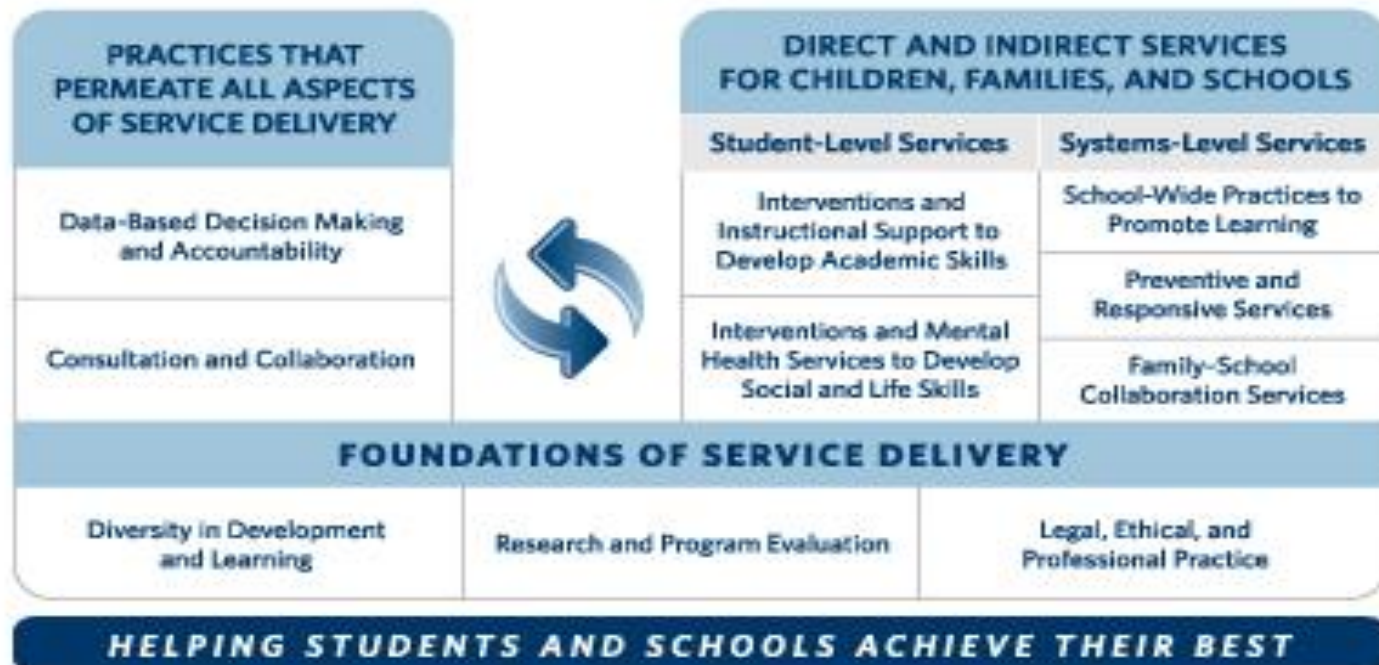 PRACTICES THAT
PERMEATE ALL ASPECTS
OF SERVICE DELIVERY
Data-Based Decision Making
and Accountability
Consultation and Collaboration
DIRECT AND INDIRECT SERVICES
FOR CHILDREN, FAMILIES, AND SCHOOLS
Student-Level Services
Interventions and
Instructional Support to
Develop Academic Skills
Interventions and Mental
Health Services to Develop
Social and Life Skills
Systems-Level Services
School-Wide Practices to
Promote Learning
Preventive and
Responsive Services
Family-School
Collaboration Services
FOUNDATIONS OF SERVICE DELIVERY
Diversity in Development
and Learning
Research and Program Evaluation
Legal, Ethical, and
Professional Practice
HELPING STUDENTS AND SCHOOLS ACHIEVE THEIR BEST